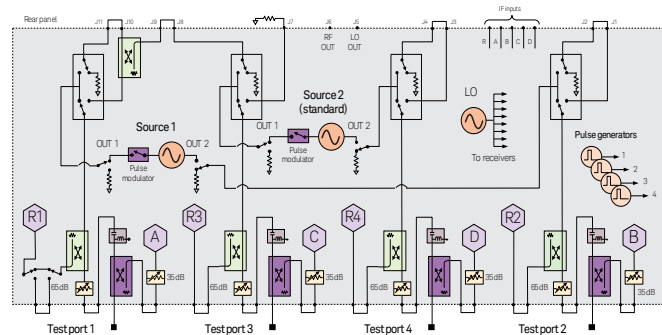 Rear panel
J11 J10 J9 J8 J7 J6 J5 J4 J3 J2 J1
RF OUT
LO OUT
IF inputs
R A B C D
Source 1
OUT 1
OUT 2
Pulse modulator
Source 2 (standard)
OUT 1
OUT 2
Pulse modulator
LO
To receivers
Pulse generators
1
2
3
4
R1
A
R3
C
R4
D
R2
B
65dB
35dB
65dB
35dB
65dB
35dB
65dB
35dB
Test port 1
Test port 3
Test port 4
Test port 2